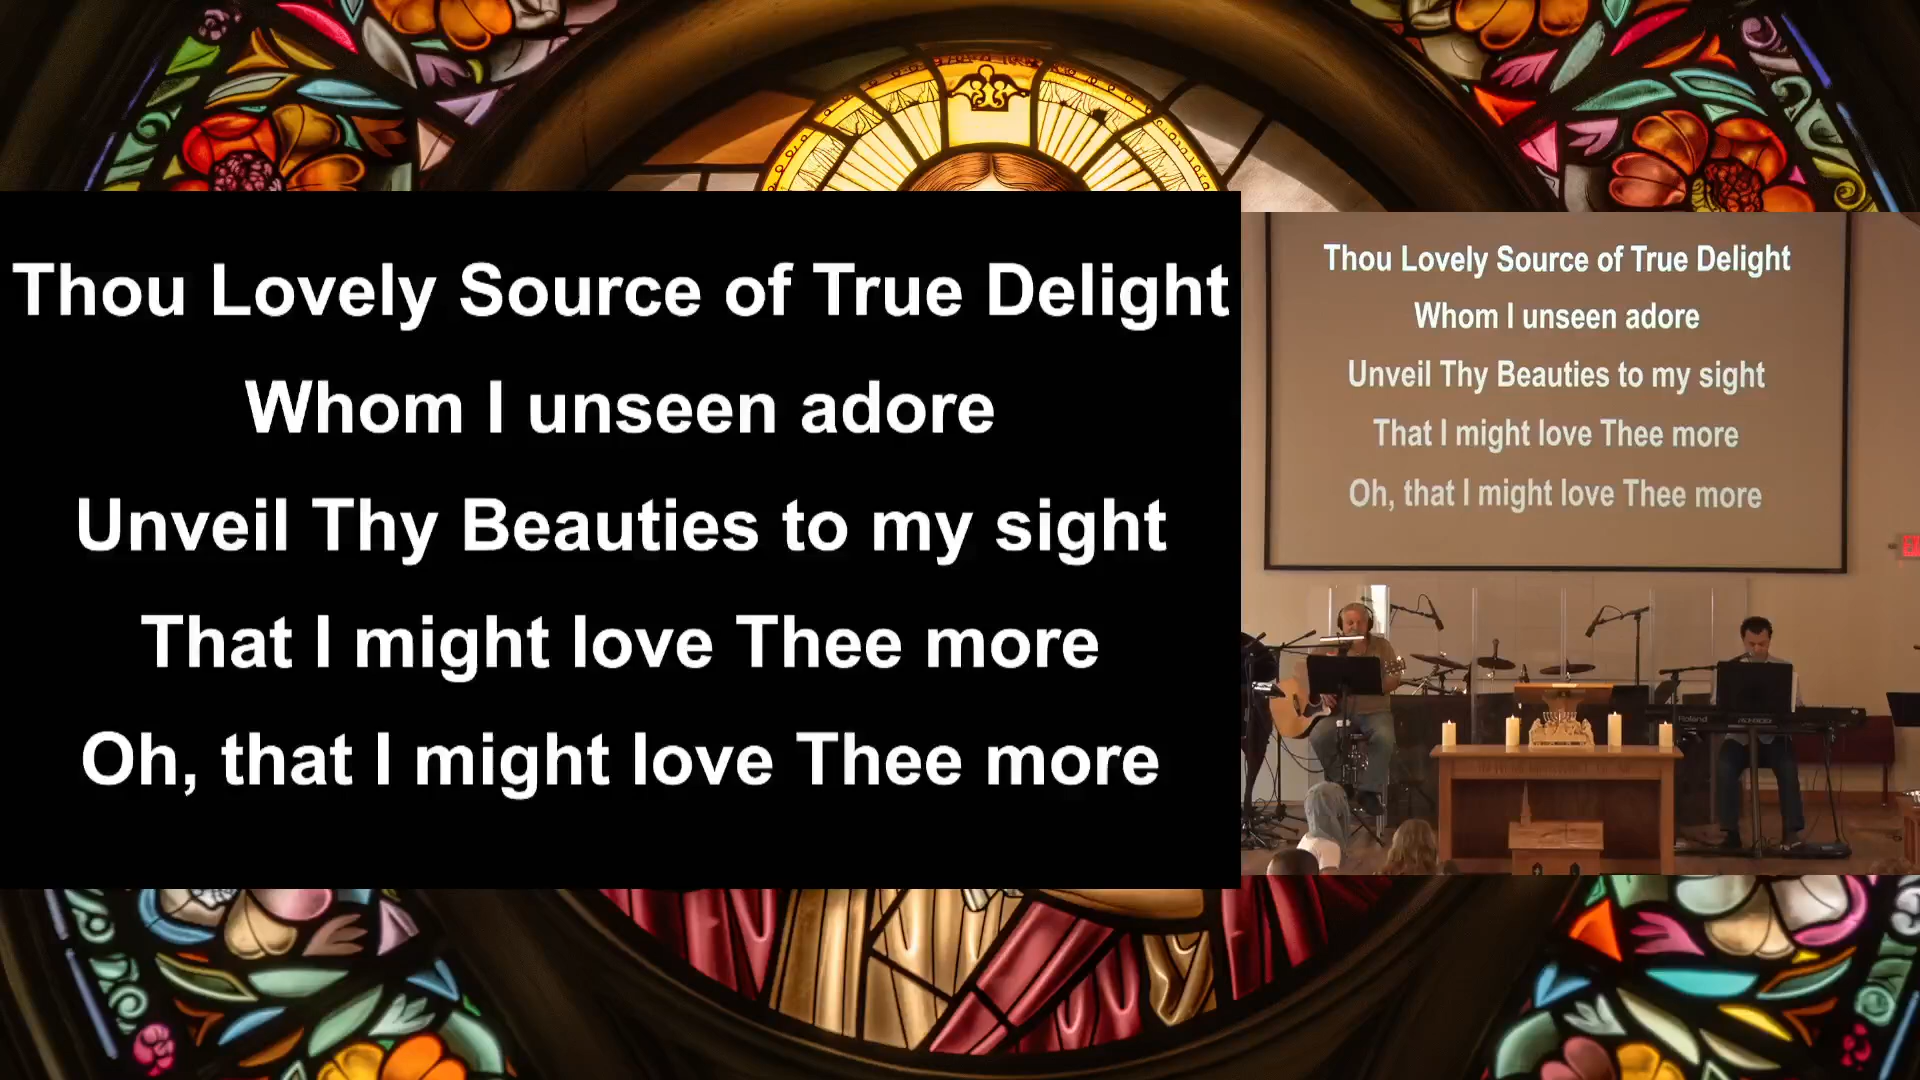 Thou Lovely Source of True Delight
Whom I unseen adore
Unveil Thy Beauties to my sight
That I might love Thee more
Oh, that I might love Thee more
Thou Lovely Source of True Delight
Whom I unseen adore
Unveil Thy Beauties to my sight
That I might love Thee more
Oh, that I might love Thee more
Roland